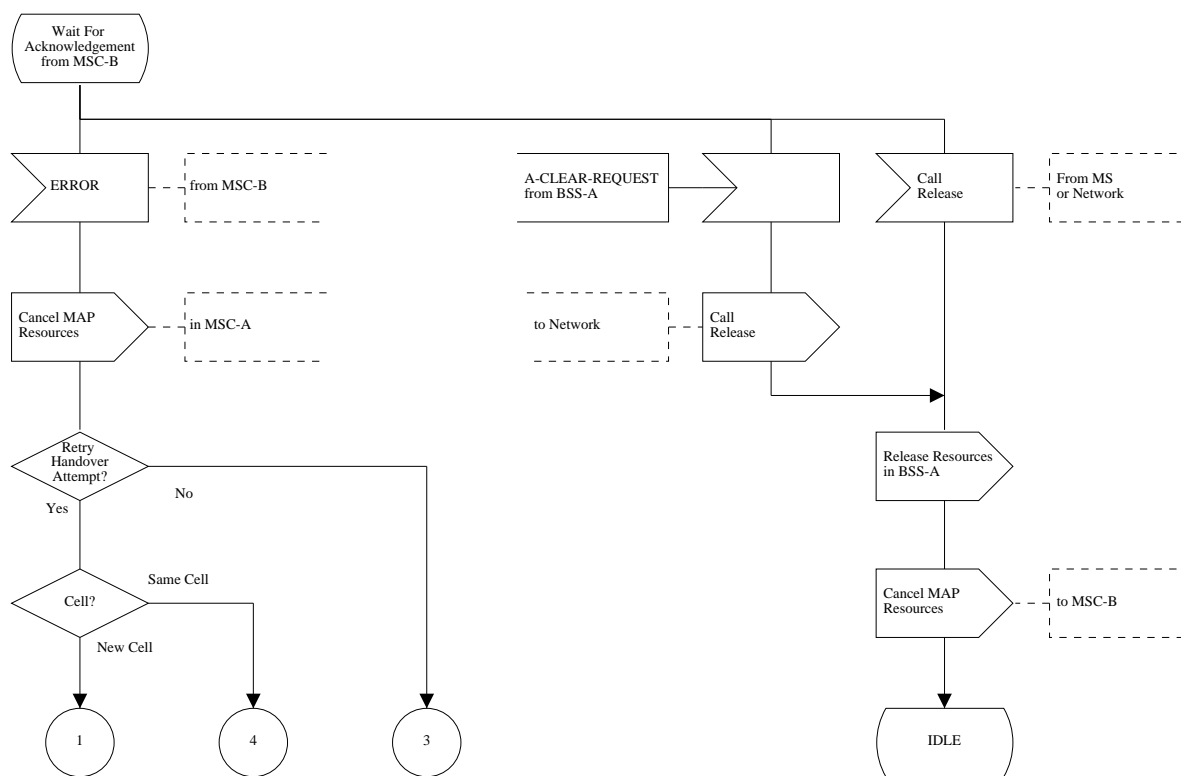 Wait For
Acknowledgement
from MSC-B
ERROR
from MSC-B
A-CLEAR-REQUEST
from BSS-A
Call
Release
From MS
or Network
Cancel MAP
Resources
in MSC-A
to Network
Call
Release
Retry
Handover
Attempt?
No
Yes
Release Resources
in BSS-A
Same Cell
Cell?
New Cell
Cancel MAP
Resources
to MSC-B
1
4
3
IDLE